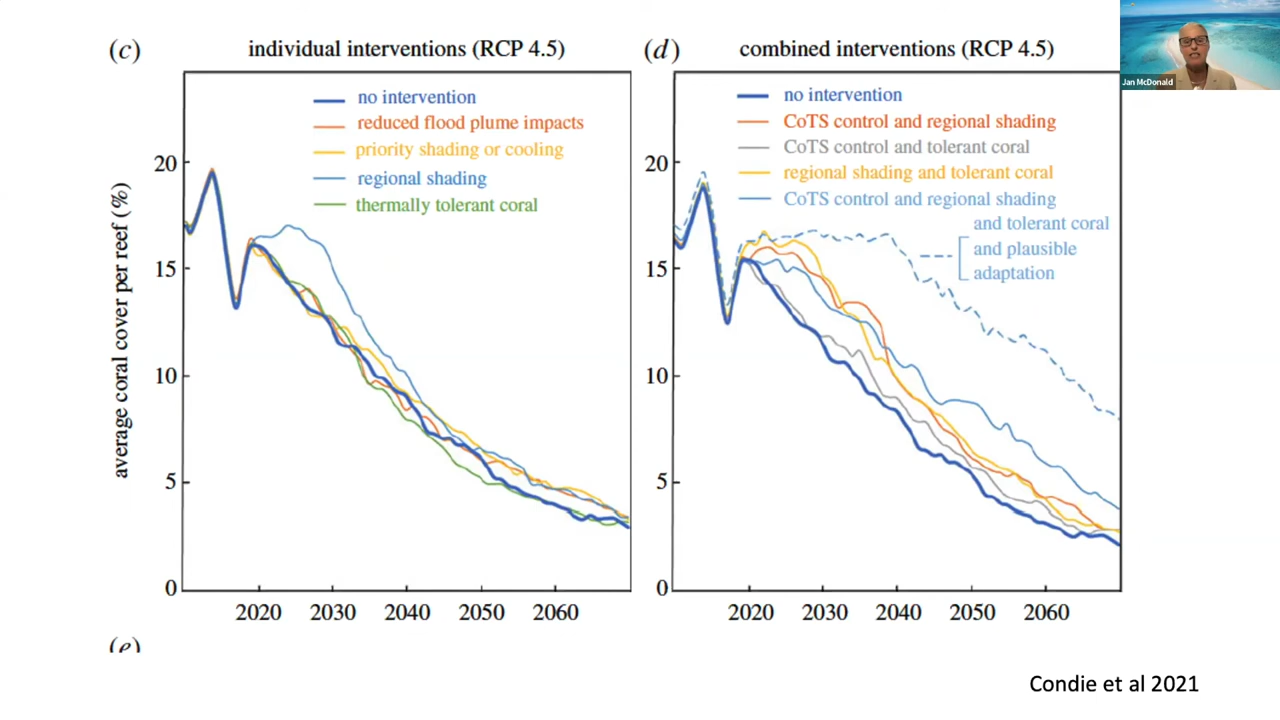 (c)
individual interventions (RCP 4.5)
no intervention
reduced flood plume impacts
priority shading or cooling
regional shading
thermally tolerant coral
average coral cover per reef (%)
20
15
10
5
0
2020 2030 2040 2050 2060
(d)
combined interventions (RCP 4.5)
no intervention
CoTS control and regional shading
CoTS control and tolerant coral
regional shading and tolerant coral
CoTS control and regional shading
and tolerant coral
and plausible
adaptation
20
15
10
5
0
2020 2030 2040 2050 2060
Jan McDonald
(e)
Condie et al 2021